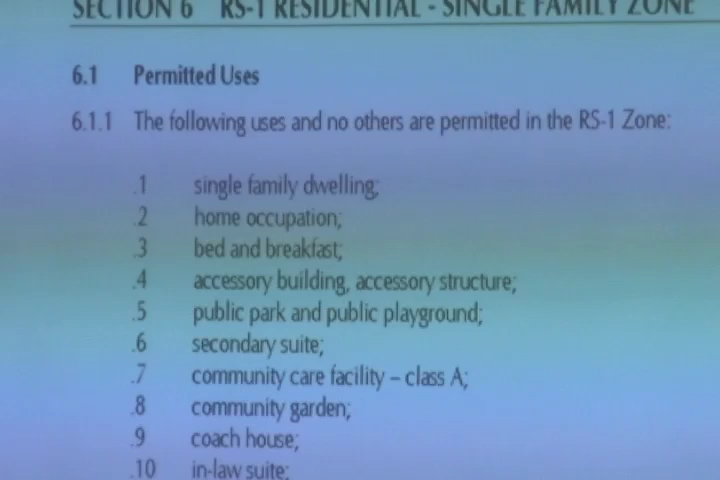 SECTION 6 RS-1 RESIDENTIAL - SINGLE FAMILY ZONE
6.1 Permitted Uses
6.1.1 The following uses and no others are permitted in the RS-1 Zone:
.1 single family dwelling;
.2 home occupation;
.3 bed and breakfast;
.4 accessory building, accessory structure;
.5 public park and public playground;
.6 secondary suite;
.7 community care facility – class A;
.8 community garden;
.9 coach house;
.10 in-law suite;